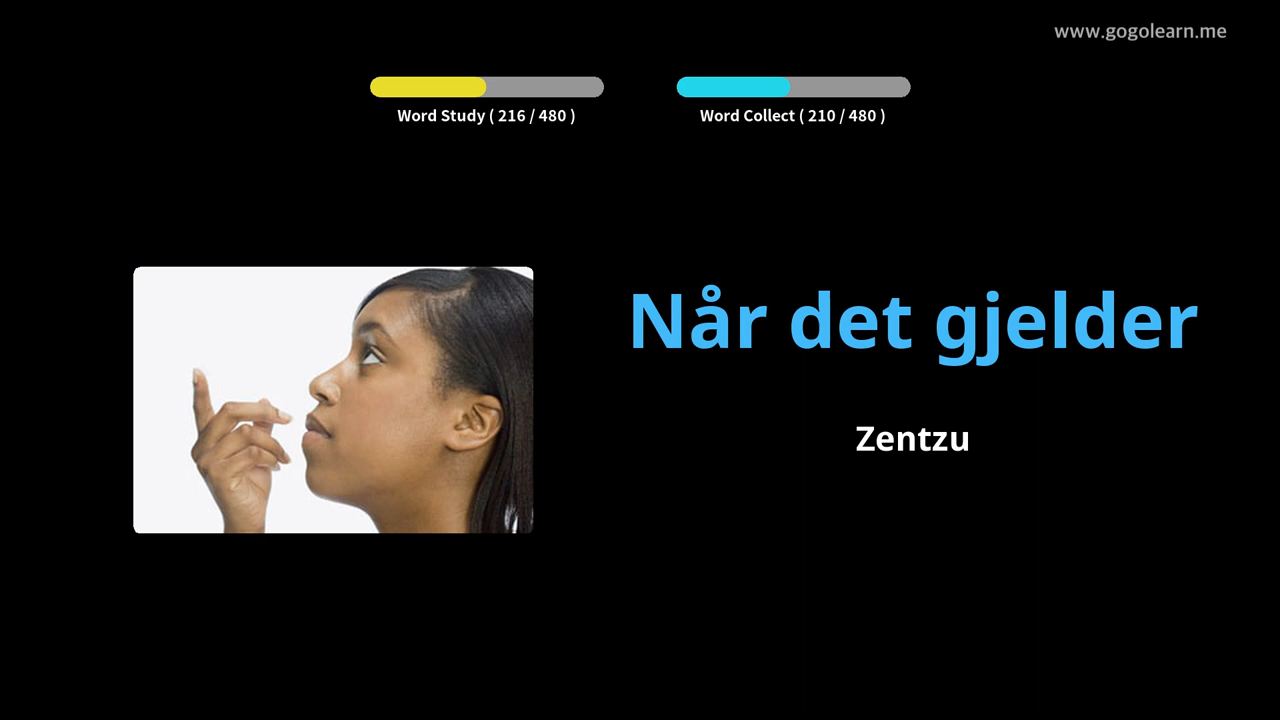 www.gogolearn.me
Word Study ( 216 / 480 )
Word Collect ( 210 / 480 )
Når det gjelder
Zentzu